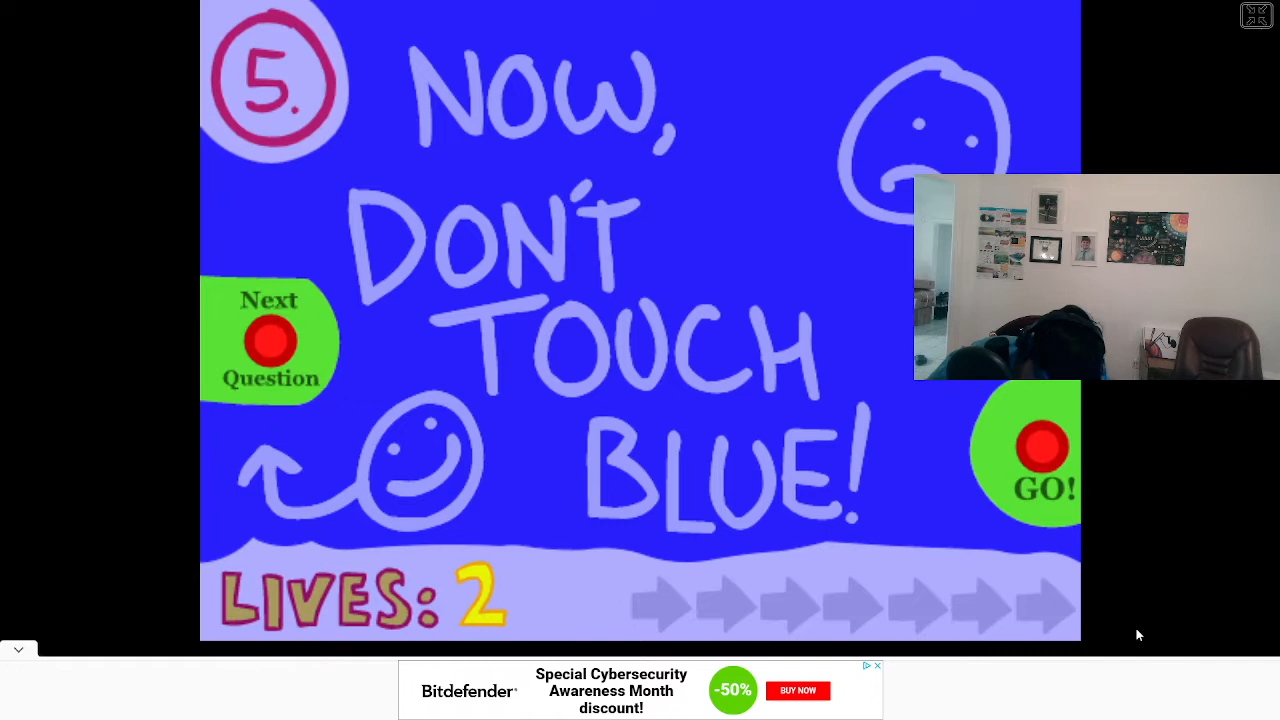 5.
NOW,
DON'T
TOUCH
BLUE!
Next
Question
GO!
LIVES: 2
Bitdefender
Special Cybersecurity
Awareness Month
discount!
-50%
BUY NOW